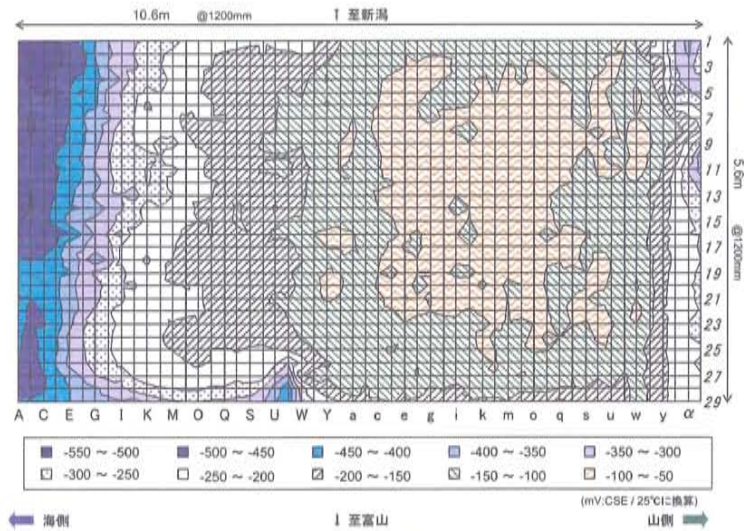 10.6m @1200mm ↑ 至新潟
1
3
5
7
9
11
13
15
17
19
21
23
25
27
29
5.6m @1200mm
A C E G I K M O Q S U W Y a c e g i k m o q s u w y α
-550 ～ -500 -500 ～ -450 -450 ～ -400 -400 ～ -350 -350 ～ -300
-300 ～ -250 -250 ～ -200 -200 ～ -150 -150 ～ -100 -100 ～ -50
(mV:CSE / 25℃に換算)
海側 ↓ 至富山 山側